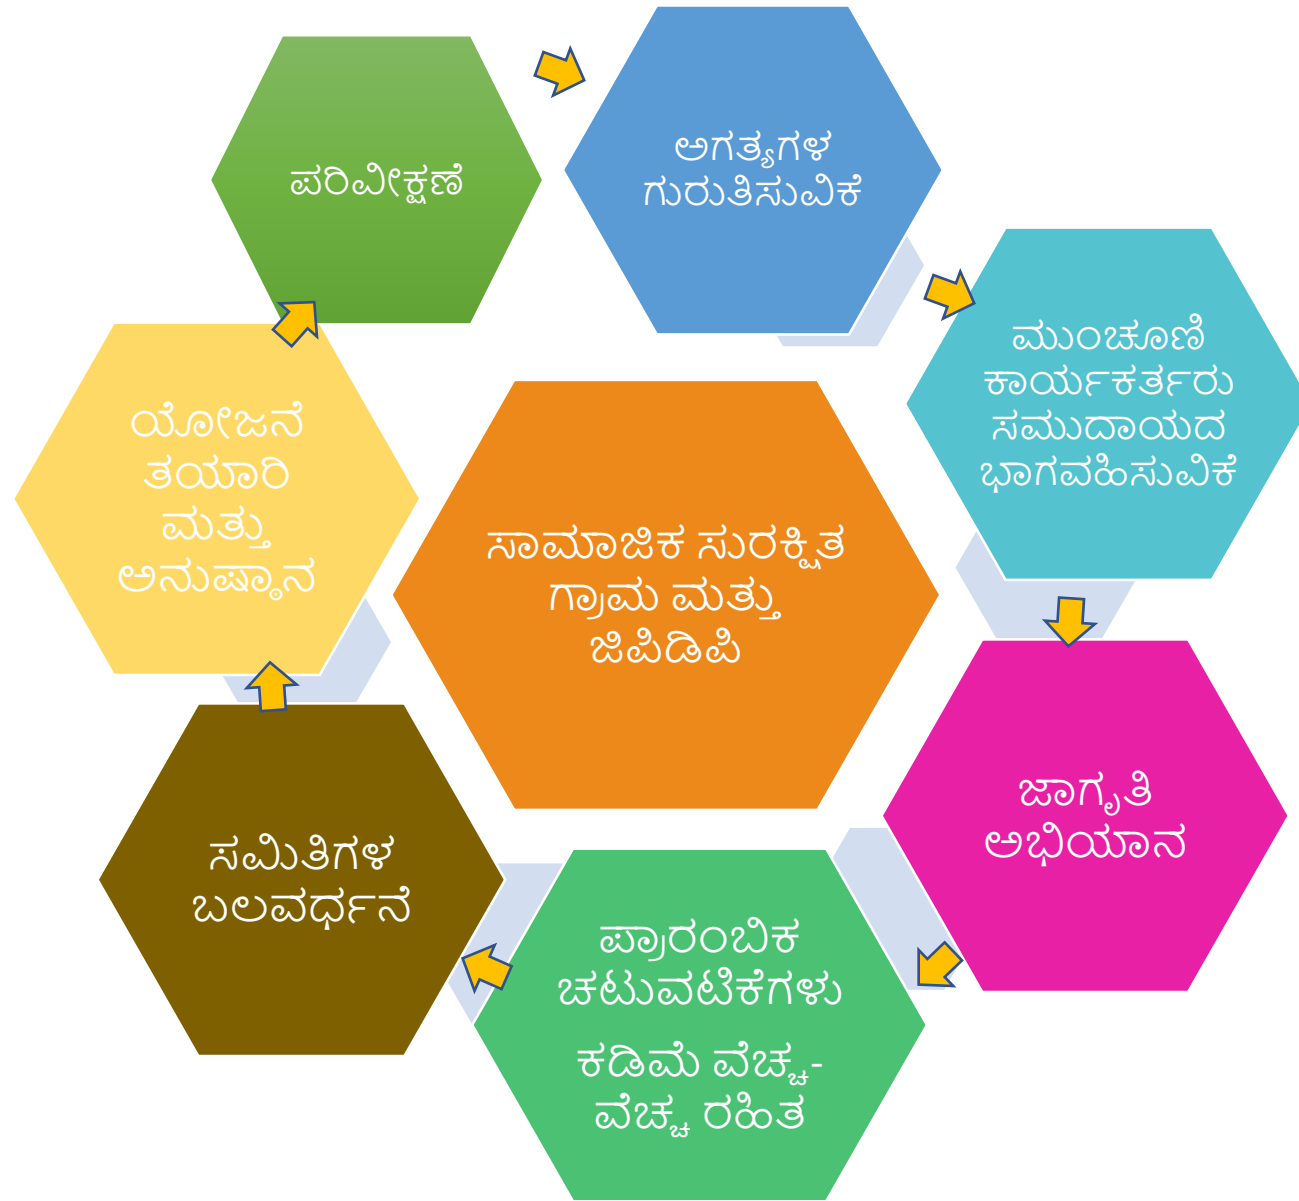 ಪರಿವೀಕ್ಷಣೆ
ಅಗತ್ಯಗಳ
ಗುರುತಿಸುವಿಕೆ
ಮುಂಚೂಣಿ
ಕಾರ್ಯಕರ್ತರು
ಸಮುದಾಯದ
ಭಾಗವಹಿಸುವಿಕೆ
ಜಾಗೃತಿ
ಅಭಿಯಾನ
ಪ್ರಾರಂಬಿಕ
ಚಟುವಟಿಕೆಗಳು
ಕಡಿಮೆ ವೆಚ್ಚ-
ವೆಚ್ಚ ರಹಿತ
ಸಮಿತಿಗಳ
ಬಲವರ್ಧನೆ
ಯೋಜನೆ
ತಯಾರಿ
ಮತ್ತು
ಅನುಷ್ಠಾನ
ಸಾಮಾಜಿಕ ಸುರಕ್ಷಿತ
ಗ್ರಾಮ ಮತ್ತು
ಜಿಪಿಡಿಪಿ